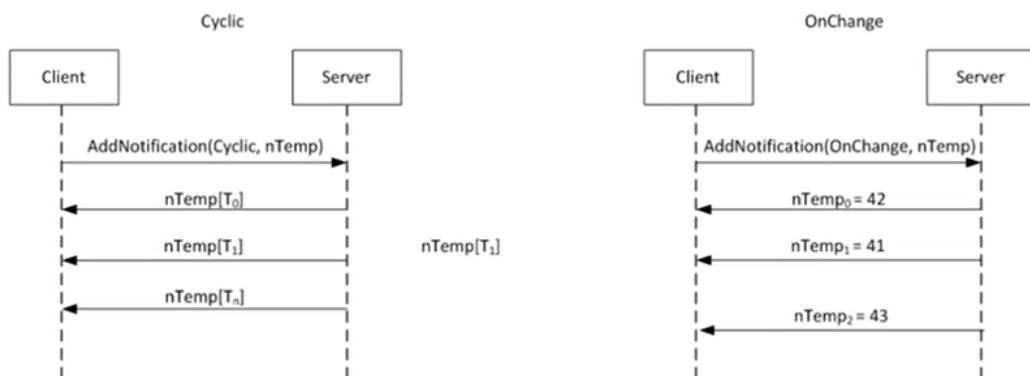 Cyclic
OnChange
Client
Server
Client
Server
AddNotification(Cyclic, nTemp)
AddNotification(OnChange, nTemp)
nTemp[T₀]
nTemp₀ = 42
nTemp[T₁]
nTemp[T₁]
nTemp₁ = 41
nTemp[Tₙ]
nTemp₂ = 43